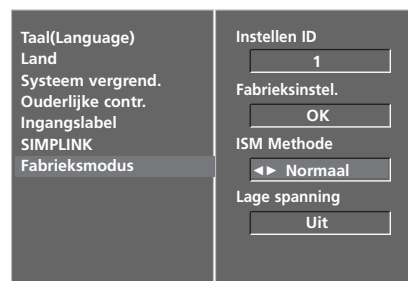 Taal(Language)
Land
Systeem vergrend.
Ouderlijke contr.
Ingangslabel
SIMPLINK
Fabrieksmodus
Instellen ID
1
Fabrieksinstel.
OK
ISM Methode
◄► Normaal
Lage spanning
Uit